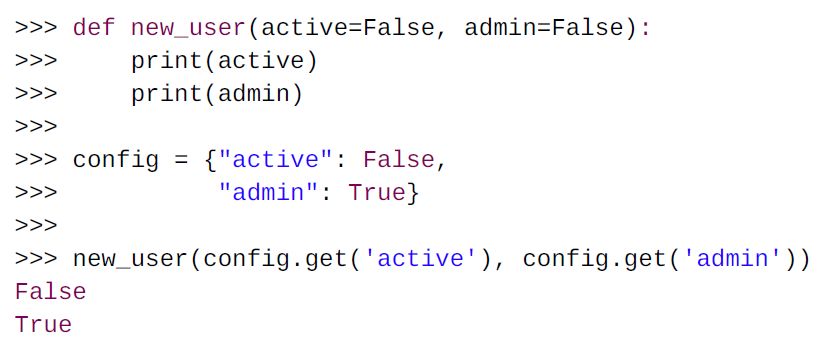 >>> def new_user(active=False, admin=False):
>>>     print(active)
>>>     print(admin)
>>>
>>> config = {"active": False,
>>>           "admin": True}
>>>
>>> new_user(config.get('active'), config.get('admin'))
False
True